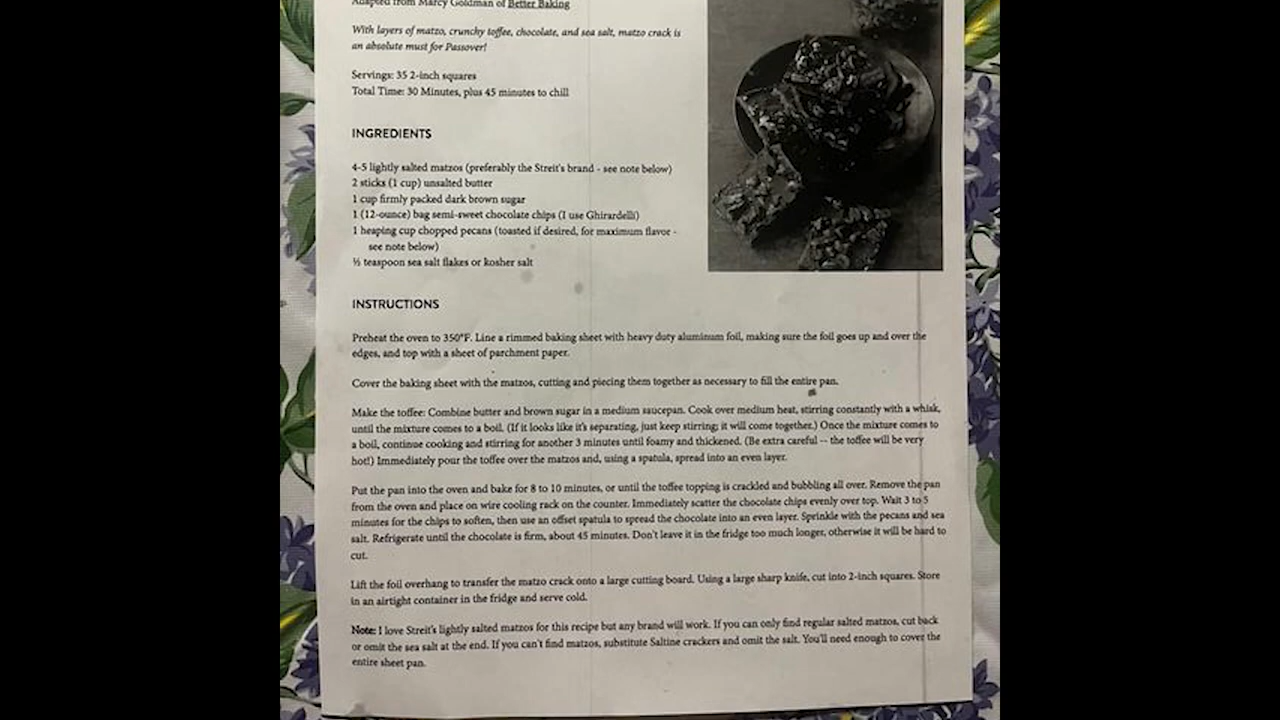 Adapted from Marcy Goldman of Better Baking
With layers of matzo, crunchy toffee, chocolate, and sea salt, matzo crack is
an absolute must for Passover!
Servings: 35 2-inch squares
Total Time: 30 Minutes, plus 45 minutes to chill
INGREDIENTS
4-5 lightly salted matzos (preferably the Streit's brand - see note below)
2 sticks (1 cup) unsalted butter
1 cup firmly packed dark brown sugar
1 (12-ounce) bag semi-sweet chocolate chips (I use Ghirardelli)
1 heaping cup chopped pecans (toasted if desired, for maximum flavor -
see note below)
½ teaspoon sea salt flakes or kosher salt
INSTRUCTIONS
Preheat the oven to 350°F. Line a rimmed baking sheet with heavy duty aluminum foil, making sure the foil goes up and over the
edges, and top with a sheet of parchment paper.
Cover the baking sheet with the matzos, cutting and piecing them together as necessary to fill the entire pan.
Make the toffee: Combine butter and brown sugar in a medium saucepan. Cook over medium heat, stirring constantly with a whisk,
until the mixture comes to a boil. (If it looks like it's separating, just keep stirring; it will come together.) Once the mixture comes to
a boil, continue cooking and stirring for another 3 minutes until foamy and thickened. (Be extra careful -- the toffee will be very
hot!) Immediately pour the toffee over the matzos and, using a spatula, spread into an even layer.
Put the pan into the oven and bake for 8 to 10 minutes, or until the toffee topping is crackled and bubbling all over. Remove the pan
from the oven and place on wire cooling rack on the counter. Immediately scatter the chocolate chips evenly over top. Wait 3 to 5
minutes for the chips to soften, then use an offset spatula to spread the chocolate into an even layer. Sprinkle with the pecans and sea
salt. Refrigerate until the chocolate is firm, about 45 minutes. Don't leave it in the fridge too much longer, otherwise it will be hard to
cut.
Lift the foil overhang to transfer the matzo crack onto a large cutting board. Using a large sharp knife, cut into 2-inch squares. Store
in an airtight container in the fridge and serve cold.
Note: I love Streit's lightly salted matzos for this recipe but any brand will work. If you can only find regular salted matzos, cut back
or omit the sea salt at the end. If you can't find matzos, substitute Saltine crackers and omit the salt. You'll need enough to cover the
entire sheet pan.